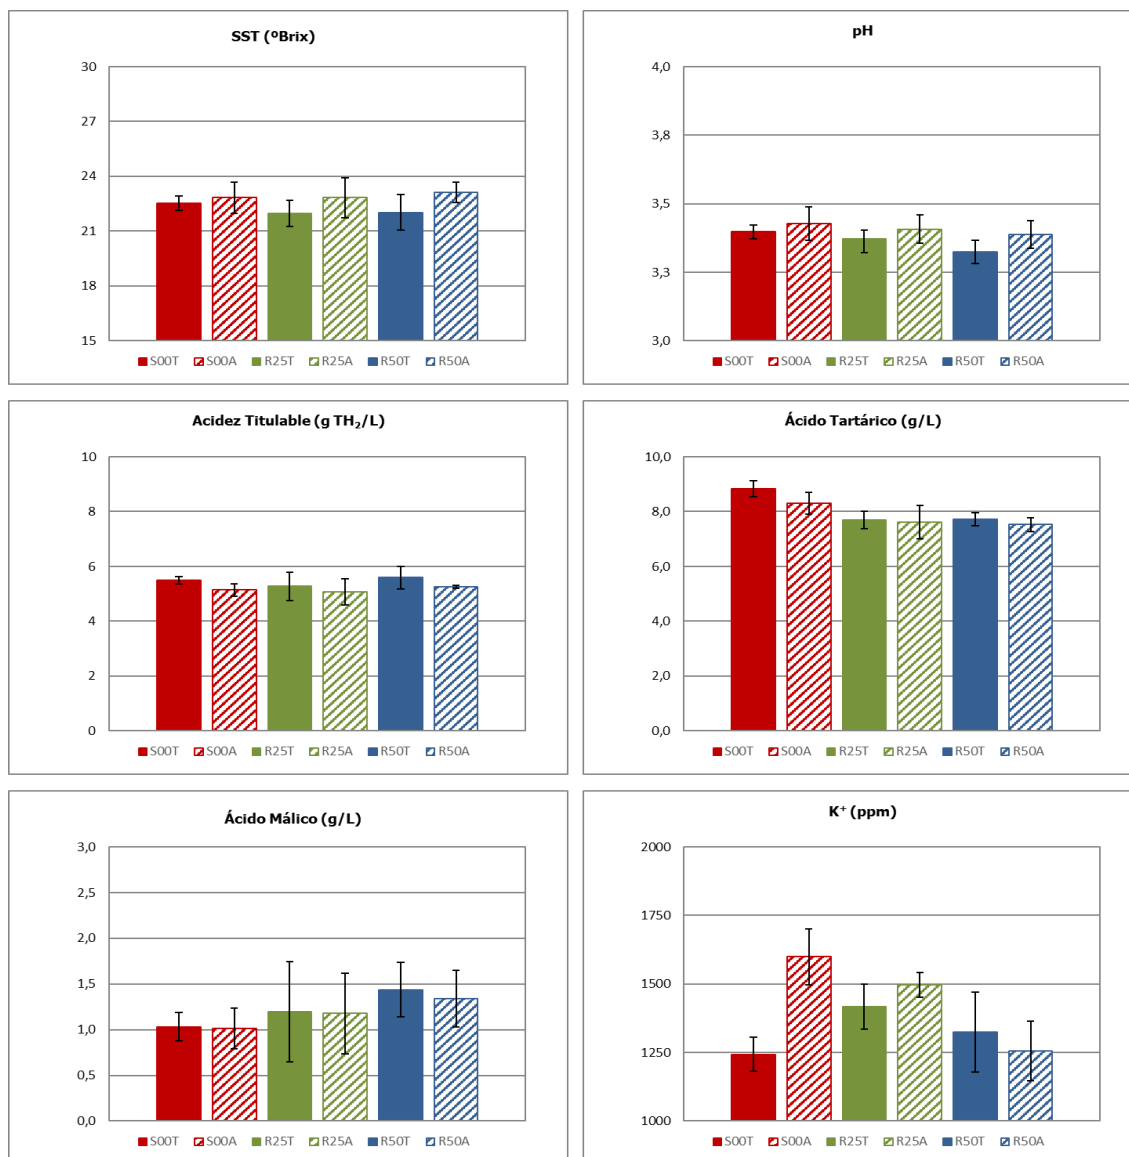 SST (ºBrix)
30
27
24
21
18
15
S00T S00A R25T R25A R50T R50A
pH
4,0
3,8
3,5
3,3
3,0
S00T S00A R25T R25A R50T R50A
Acidez Titulable (g TH₂/L)
10
8
6
4
2
0
S00T S00A R25T R25A R50T R50A
Ácido Tartárico (g/L)
10,0
8,0
6,0
4,0
2,0
0,0
S00T S00A R25T R25A R50T R50A
Ácido Málico (g/L)
3,0
2,5
2,0
1,5
1,0
0,5
0,0
S00T S00A R25T R25A R50T R50A
K⁺ (ppm)
2000
1750
1500
1250
1000
S00T S00A R25T R25A R50T R50A